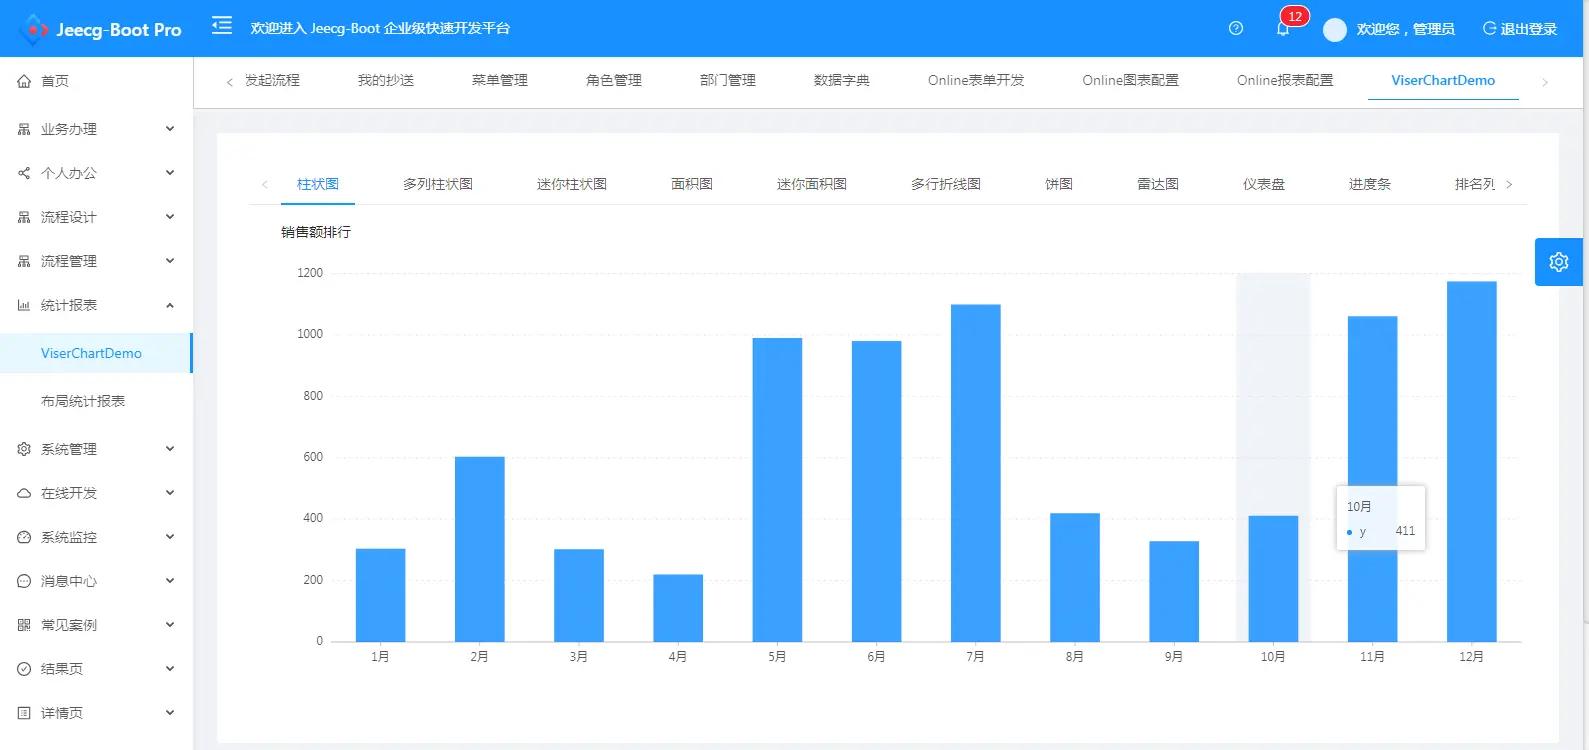 Jeecg-Boot Pro
欢迎进入 Jeecg-Boot 企业级快速开发平台
12
欢迎您，管理员
退出登录
首页
业务办理
个人办公
流程设计
流程管理
统计报表
ViserChartDemo
布局统计报表
系统管理
在线开发
系统监控
消息中心
常见案例
结果页
详情页
发起流程 我的抄送 菜单管理 角色管理 部门管理 数据字典 Online表单开发 Online图表配置 Online报表配置 ViserChartDemo
柱状图 多列柱状图 迷你柱状图 面积图 迷你面积图 多行折线图 饼图 雷达图 仪表盘 进度条 排名列
销售额排行
1200
1000
800
600
400
200
0
1月 2月 3月 4月 5月 6月 7月 8月 9月 10月 11月 12月
10月
y 411